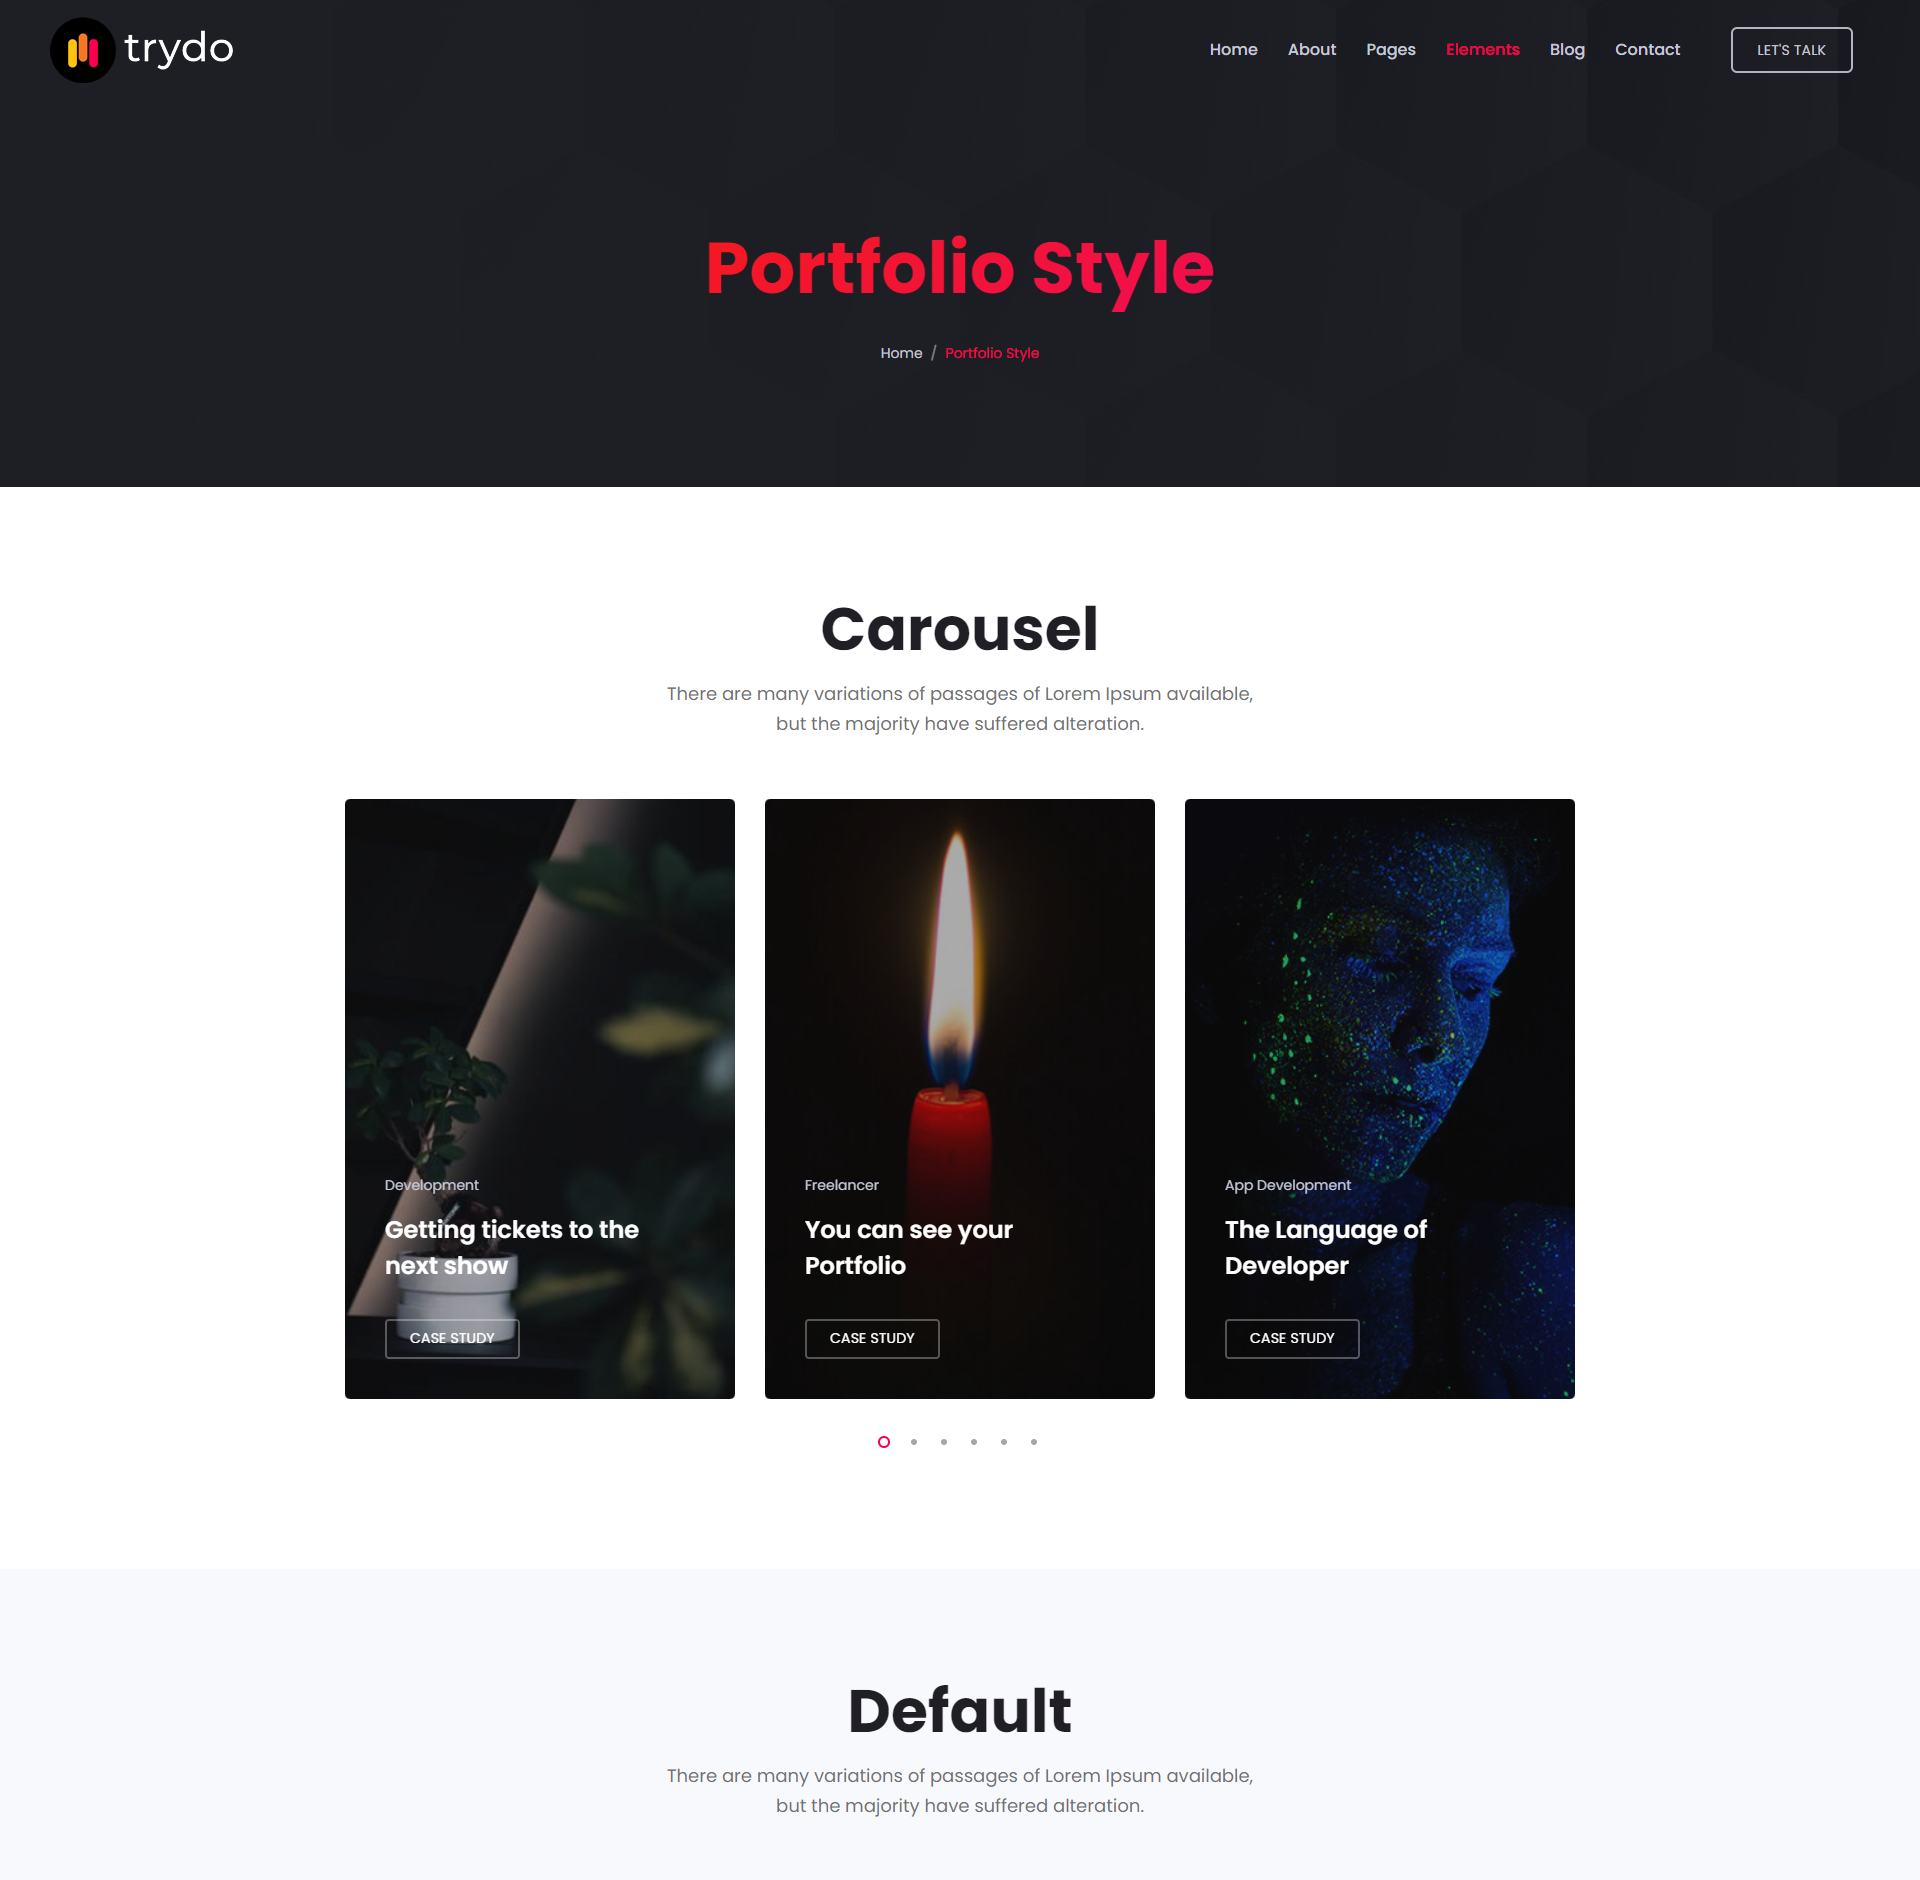 trydo
Home About Pages Elements Blog Contact LET'S TALK
Portfolio Style
Home / Portfolio Style
Carousel
There are many variations of passages of Lorem Ipsum available,
but the majority have suffered alteration.
Development
Getting tickets to the
next show
CASE STUDY
Freelancer
You can see your
Portfolio
CASE STUDY
App Development
The Language of
Developer
CASE STUDY
Default
There are many variations of passages of Lorem Ipsum available,
but the majority have suffered alteration.